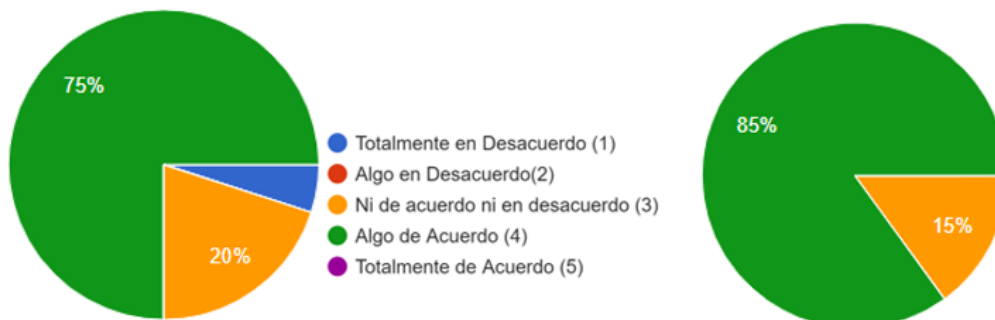 75%
20%
Totalmente en Desacuerdo (1)
Algo en Desacuerdo(2)
Ni de acuerdo ni en desacuerdo (3)
Algo de Acuerdo (4)
Totalmente de Acuerdo (5)
85%
15%